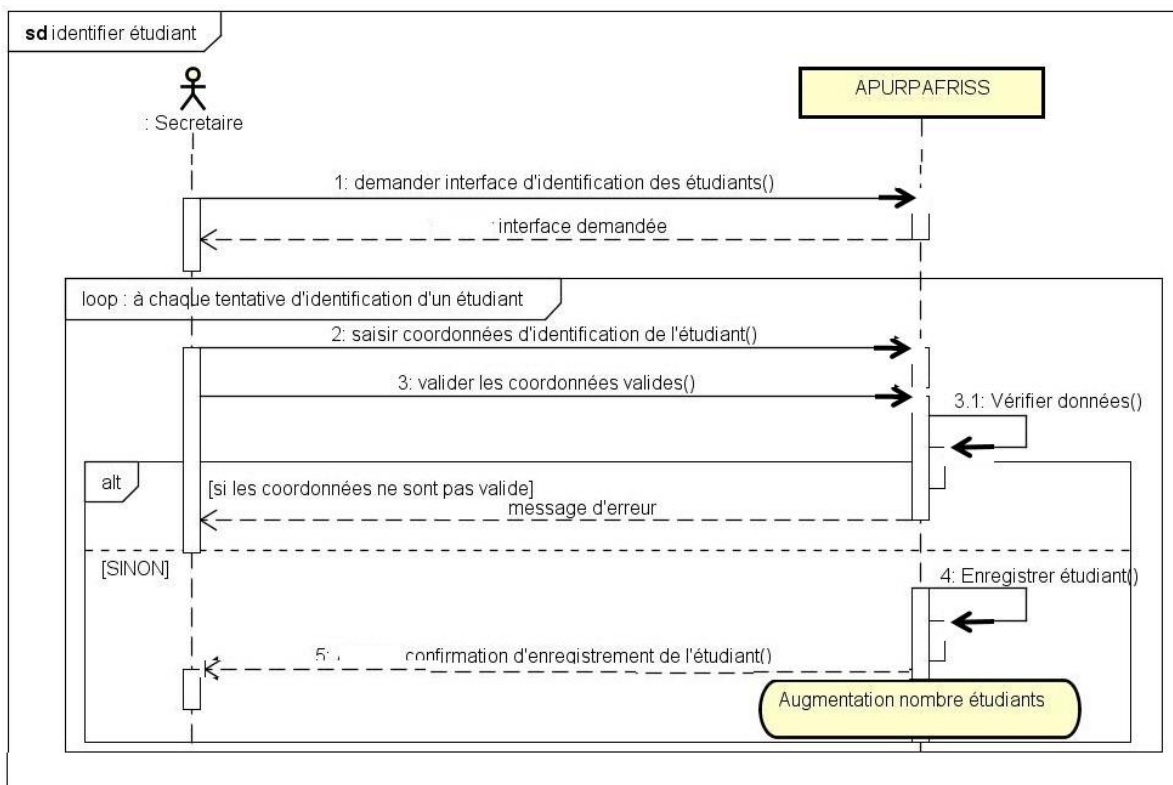 sd identifier étudiant
APURPAFRISS
: Secretaire
1: demander interface d'identification des étudiants()
interface demandée
loop : à chaque tentative d'identification d'un étudiant
2: saisir coordonnées d'identification de l'étudiant()
3: valider les coordonnées valides()
3.1: Vérifier données()
alt
[si les coordonnées ne sont pas valide]
message d'erreur
[SINON]
4: Enregistrer étudiant()
5: confirmation d'enregistrement de l'étudiant()
Augmentation nombre étudiants